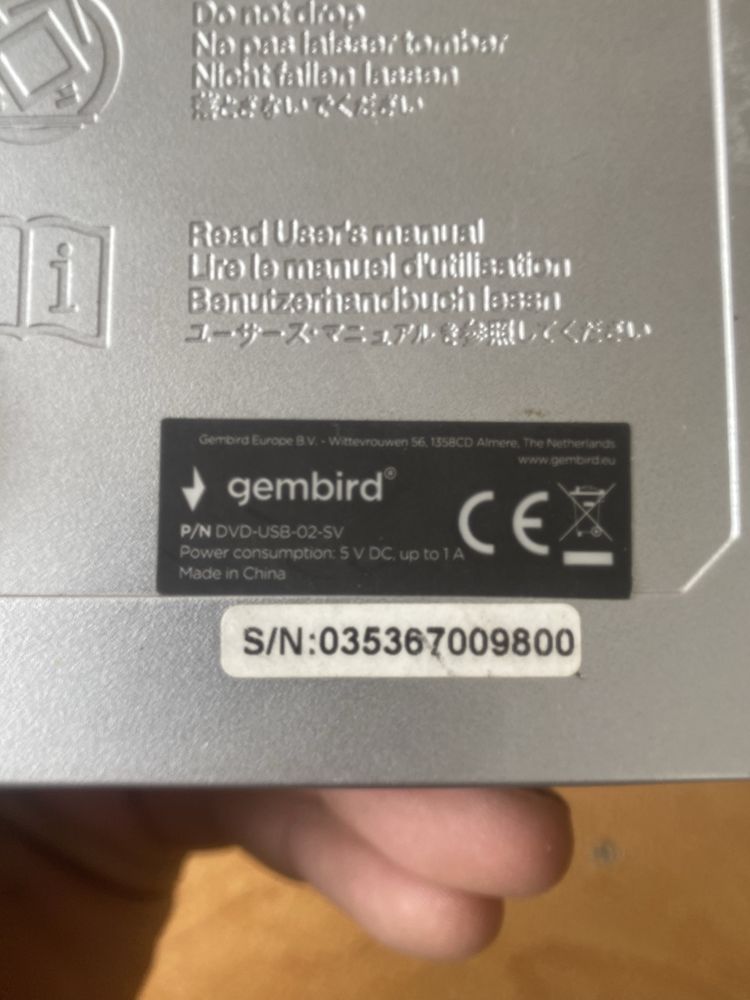 Do not drop
Ne pas laisser tomber
Nicht fallen lassen
落とさないでください
Read User's manual
Lire le manuel d'utilisation
Benutzerhandbuch lesen
ユーザーズ・マニュアルを参照してください
i
Gembird Europe B.V. - Wittevrouwen 56, 1358CD Almere, The Netherlands
www.gembird.eu
gembird®
P/N DVD-USB-02-SV
Power consumption: 5 V DC, up to 1 A
Made in China
CE
S/N:035367009800